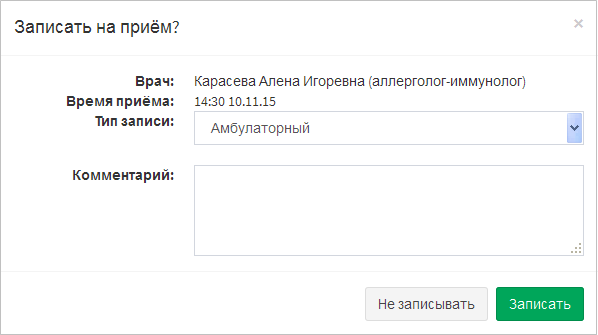 Записать на приём?
×
Врач: Карасева Алена Игоревна (аллерголог-иммунолог)
Время приёма: 14:30 10.11.15
Тип записи: Амбулаторный
Комментарий:
Не записывать Записать